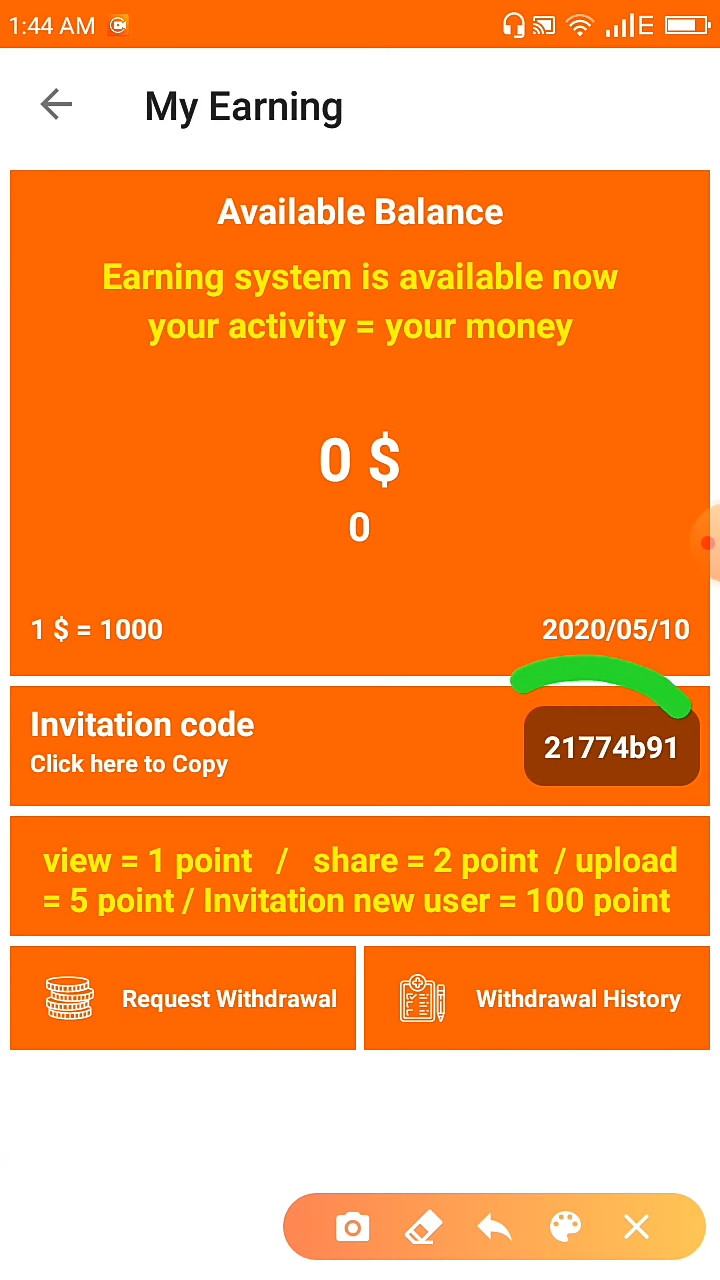 1:44 AM
E
My Earning
Available Balance
Earning system is available now
your activity = your money
0 $
0
1 $ = 1000
2020/05/10
Invitation code
Click here to Copy
21774b91
view = 1 point / share = 2 point / upload
= 5 point / Invitation new user = 100 point
Request Withdrawal
Withdrawal History